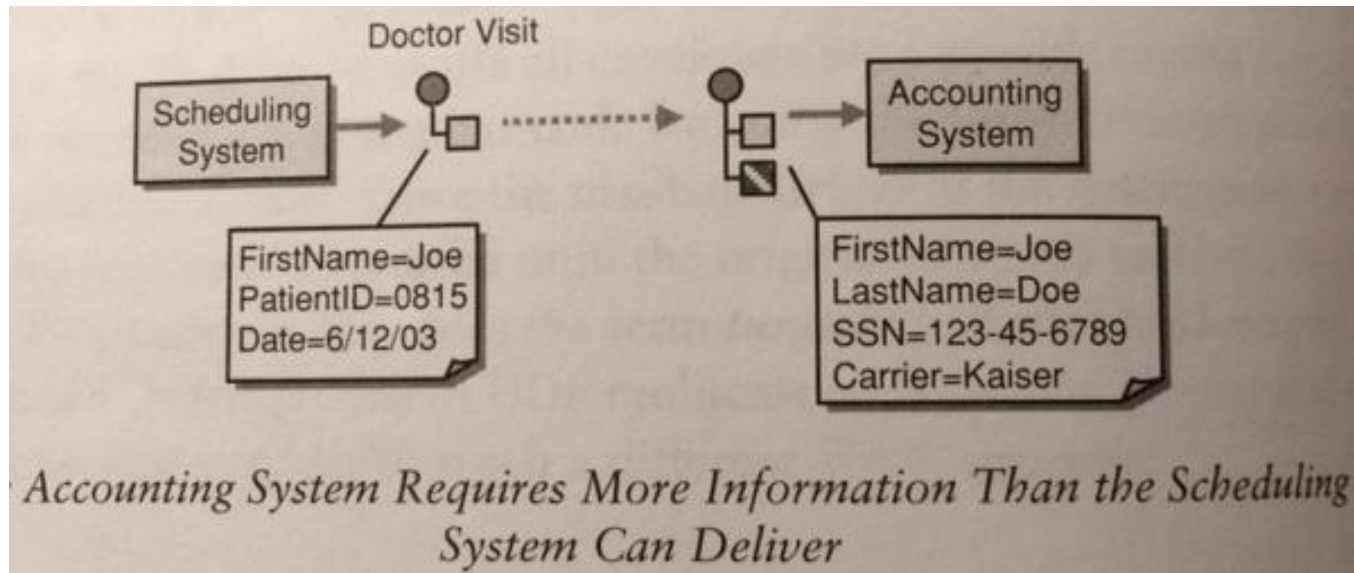 Doctor Visit
Scheduling
System
Accounting
System
FirstName=Joe
PatientID=0815
Date=6/12/03
FirstName=Joe
LastName=Doe
SSN=123-45-6789
Carrier=Kaiser
Accounting System Requires More Information Than the Scheduling
System Can Deliver